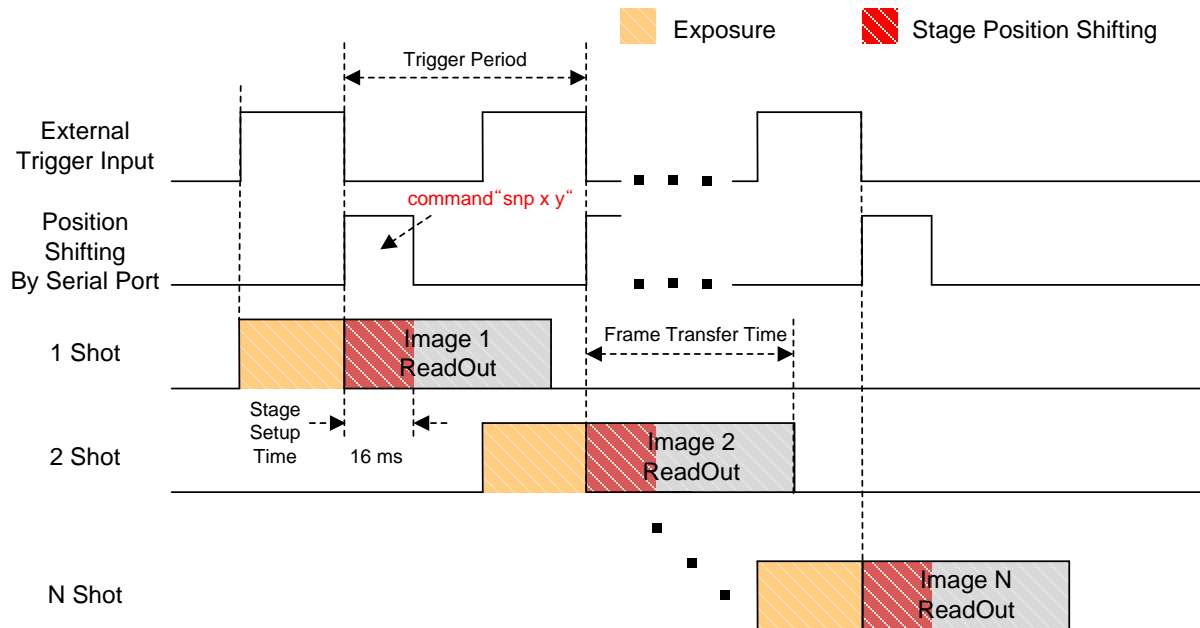 Exposure
Stage Position Shifting
Trigger Period
External
Trigger Input
command“snp x y“
Position
Shifting
By Serial Port
Frame Transfer Time
1 Shot
Image 1
ReadOut
Stage
Setup
Time
16 ms
2 Shot
Image 2
ReadOut
N Shot
Image N
ReadOut